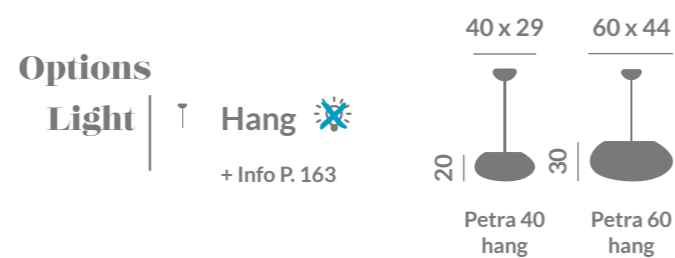 Options
Light
Hang
+ Info P. 163
40 x 29
60 x 44
20
30
Petra 40
hang
Petra 60
hang